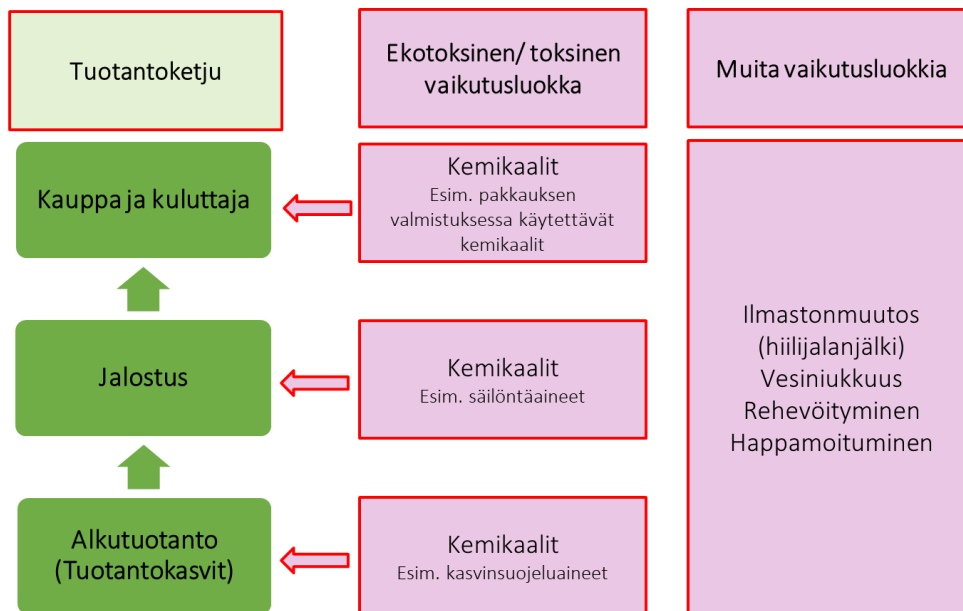 Tuotantoketju
Ekotoksinen/ toksinen
vaikutusluokka
Muita vaikutusluokkia
Kauppa ja kuluttaja
Kemikaalit
Esim. pakkauksen
valmistuksessa käytettävät
kemikaalit
Jalostus
Kemikaalit
Esim. säilöntäaineet
Alkutuotanto
(Tuotantokasvit)
Kemikaalit
Esim. kasvinsuojeluaineet
Ilmastonmuutos
(hiilijalanjälki)
Vesiniukkuus
Rehevöityminen
Happamoituminen